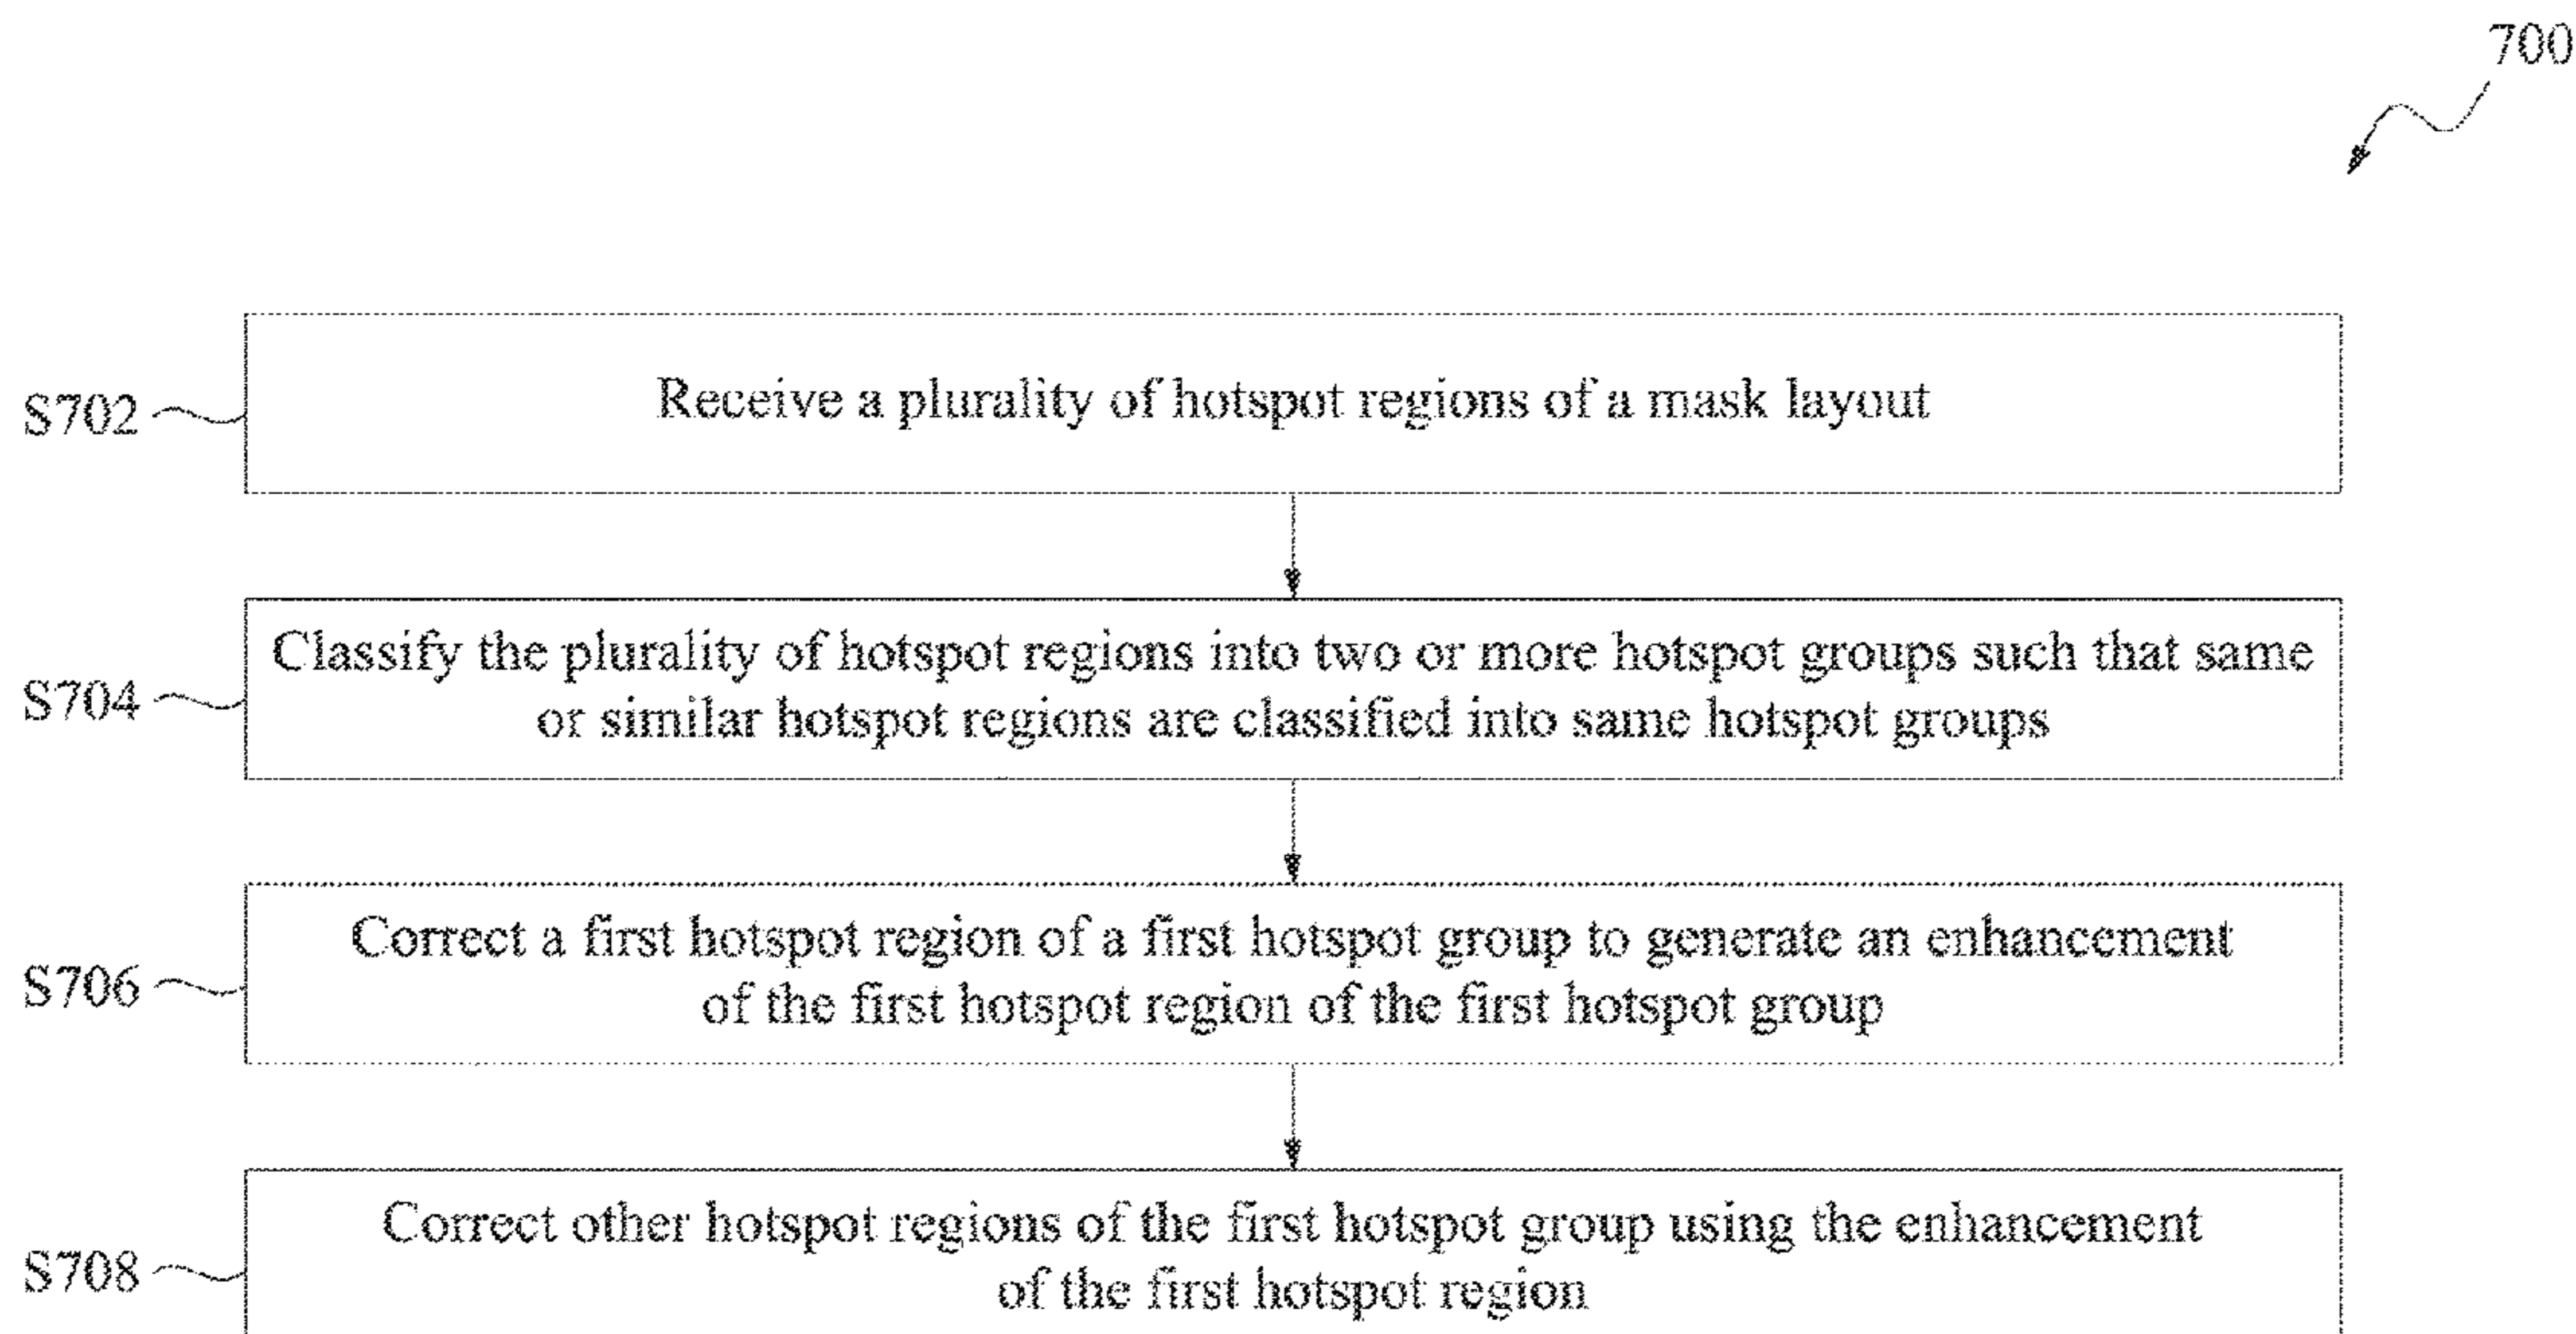 700
S702
Receive a plurality of hotspot regions of a mask layout
S704
Classify the plurality of hotspot regions into two or more hotspot groups such that same
or similar hotspot regions are classified into same hotspot groups
S706
Correct a first hotspot region of a first hotspot group to generate an enhancement
of the first hotspot region of the first hotspot group
S708
Correct other hotspot regions of the first hotspot group using the enhancement
of the first hotspot region